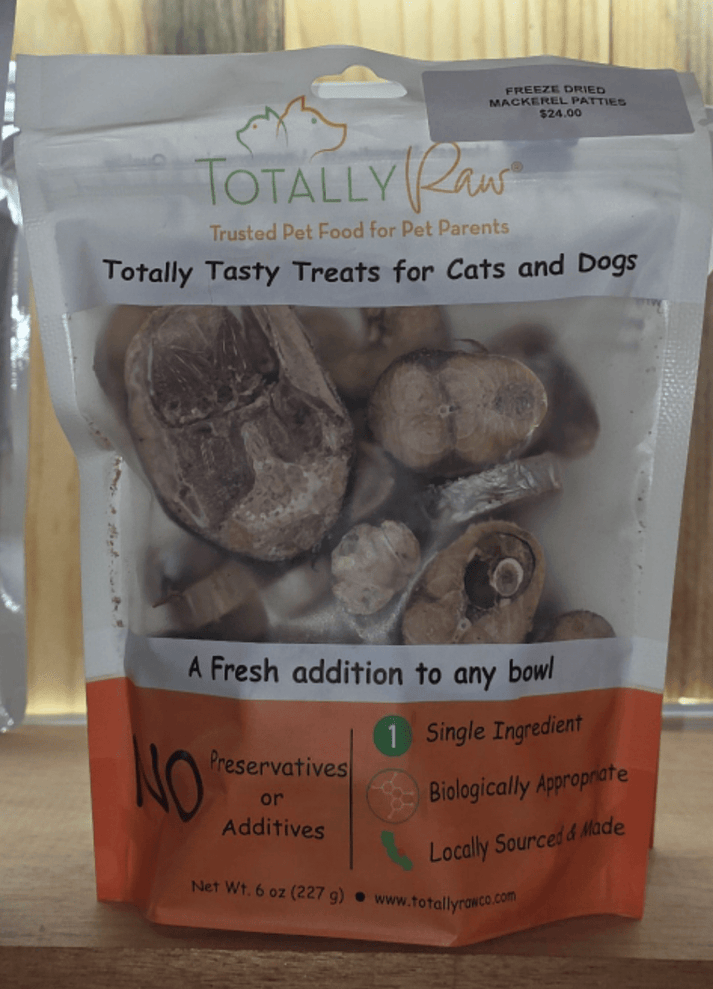 FREEZE DRIED
MACKEREL PATTIES
$24.00
TOTALLY Raw®
Trusted Pet Food for Pet Parents
Totally Tasty Treats for Cats and Dogs
A Fresh addition to any bowl
NO
Preservatives
or
Additives
1 Single Ingredient
Biologically Appropriate
Locally Sourced & Made
Net Wt. 6 oz (227 g) ● www.totallyrawco.com